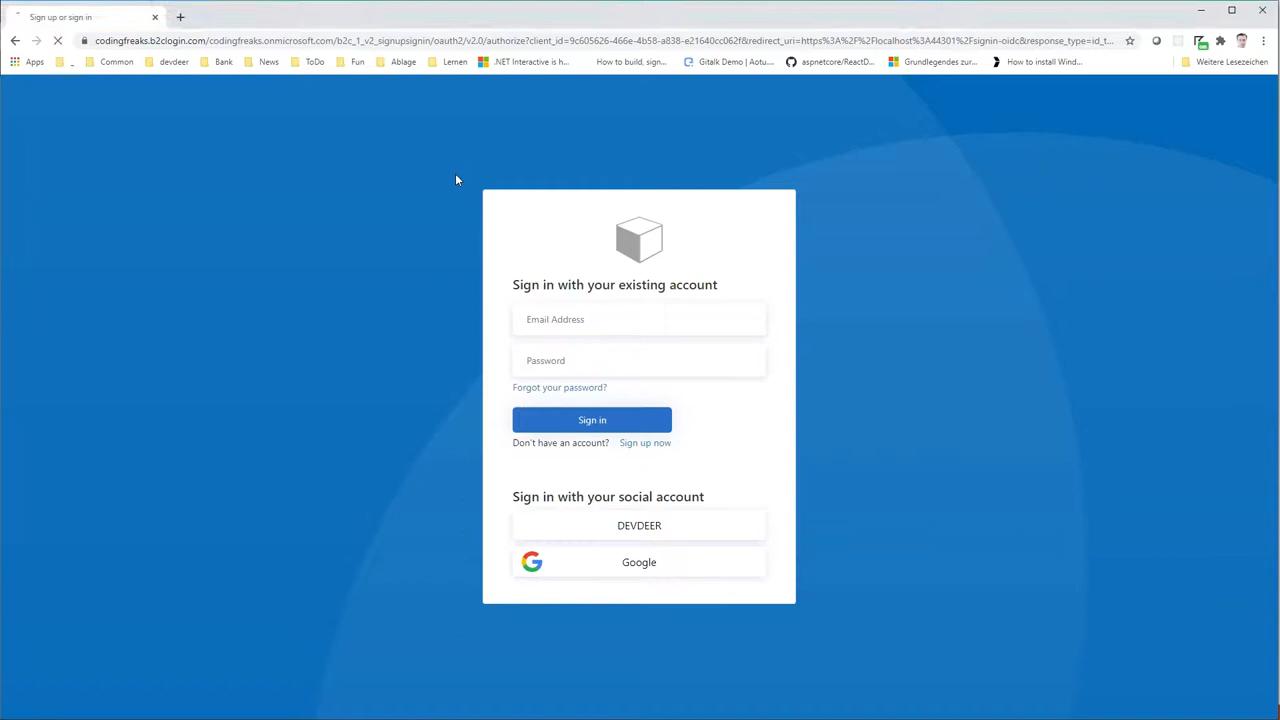 Sign up or sign in
codingfreaks.b2clogin.com/codingfreaks.onmicrosoft.com/b2c_1_v2_signupsignin/oauth2/v2.0/authorize?client_id=9c605626-466e-4b58-a838-e21640cc062f&redirect_uri=https%3A%2F%2Flocalhost%3A44301%2Fsignin-oidc&response_type=id_t...
Apps _ Common devdeer Bank News ToDo Fun Ablage Lernen .NET Interactive is h... How to build, sign... Gitalk Demo | Aotu... aspnetcore/ReactD... Grundlegendes zur... How to install Wind... Weitere Lesezeichen
Sign in with your existing account
Email Address
Password
Forgot your password?
Sign in
Don't have an account? Sign up now
Sign in with your social account
DEVDEER
Google